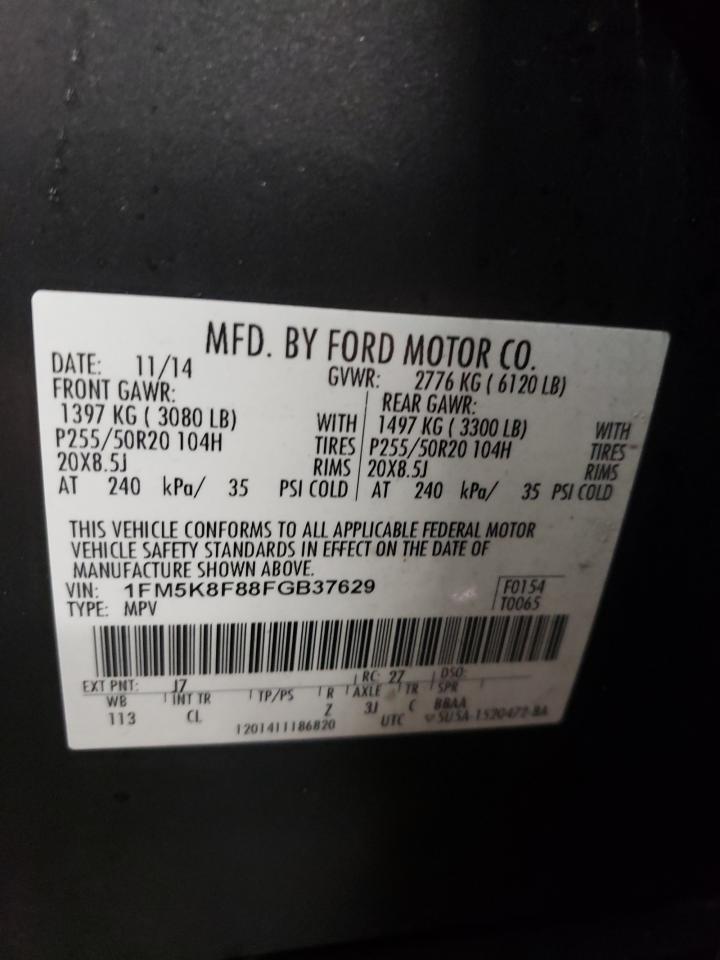 MFD. BY FORD MOTOR CO.
DATE: 11/14 GVWR: 2776 KG ( 6120 LB)
FRONT GAWR: REAR GAWR:
1397 KG ( 3080 LB) WITH 1497 KG ( 3300 LB) WITH
P255/50R20 104H TIRES P255/50R20 104H TIRES
20X8.5J RIMS 20X8.5J RIMS
AT 240 kPa/ 35 PSI COLD AT 240 kPa/ 35 PSI COLD
THIS VEHICLE CONFORMS TO ALL APPLICABLE FEDERAL MOTOR
VEHICLE SAFETY STANDARDS IN EFFECT ON THE DATE OF
MANUFACTURE SHOWN ABOVE.
VIN: 1FM5K8F88FGB37629 F0154
TYPE: MPV T0065
EXT PNT: J7 RC: 27 DSO:
WB INT TR TP/PS R AXLE TR SPR
113 CL Z 3J C BBAA
1201411186820 UTC 5U5A-1520472-BA